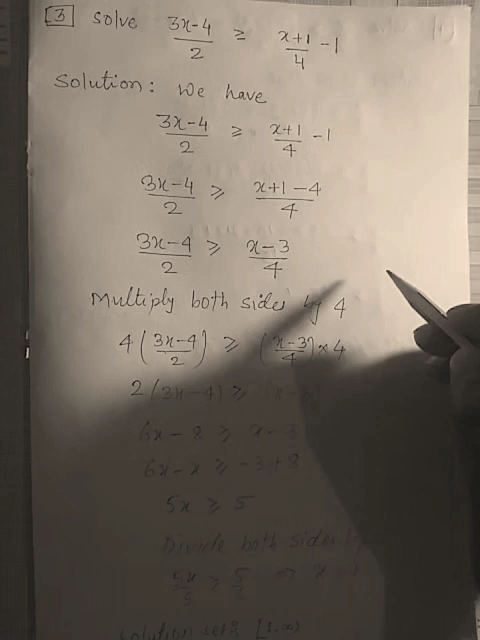 [3] Solve (3x-4)/2 ≥ (x+1)/4 - 1
Solution: We have
(3x-4)/2 ≥ (x+1)/4 - 1
(3x-4)/2 ≥ (x+1-4)/4
(3x-4)/2 ≥ (x-3)/4
Multiply both sides by 4
4((3x-4)/2) ≥ ((x-3)/4)×4
2(3x-4) ≥
6x-8 ≥ x-3
6x-x ≥ -3+8
5x ≥ 5
Divide both sides
5x/5 ≥ 5/ ⇒ x
Solution set: [1,∞)